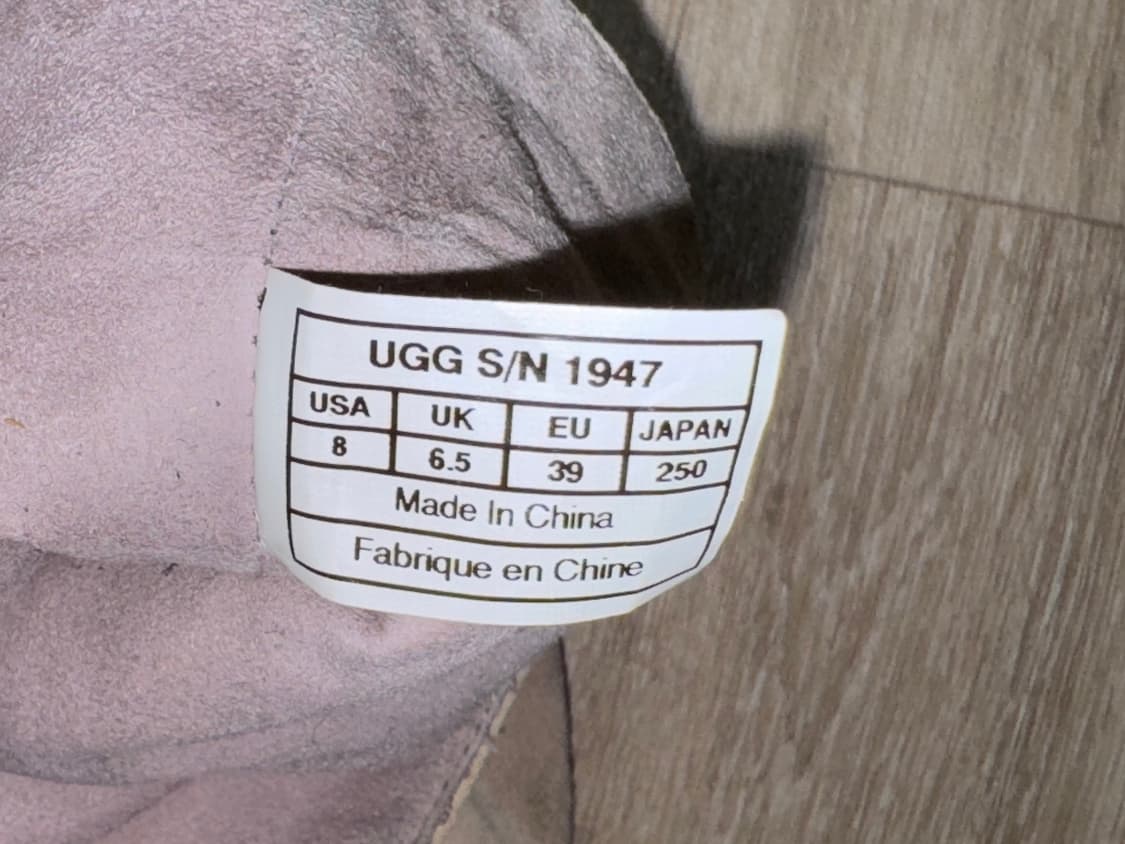 UGG S/N 1947
USA UK EU JAPAN
8 6.5 39 250
Made In China
Fabrique en Chine